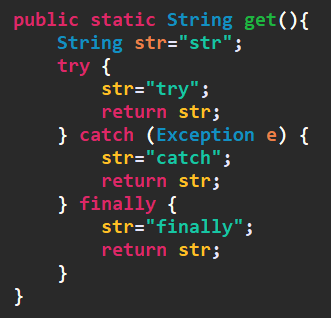 public static String get(){
    String str="str";
    try {
        str="try";
        return str;
    } catch (Exception e) {
        str="catch";
        return str;
    } finally {
        str="finally";
        return str;
    }
}